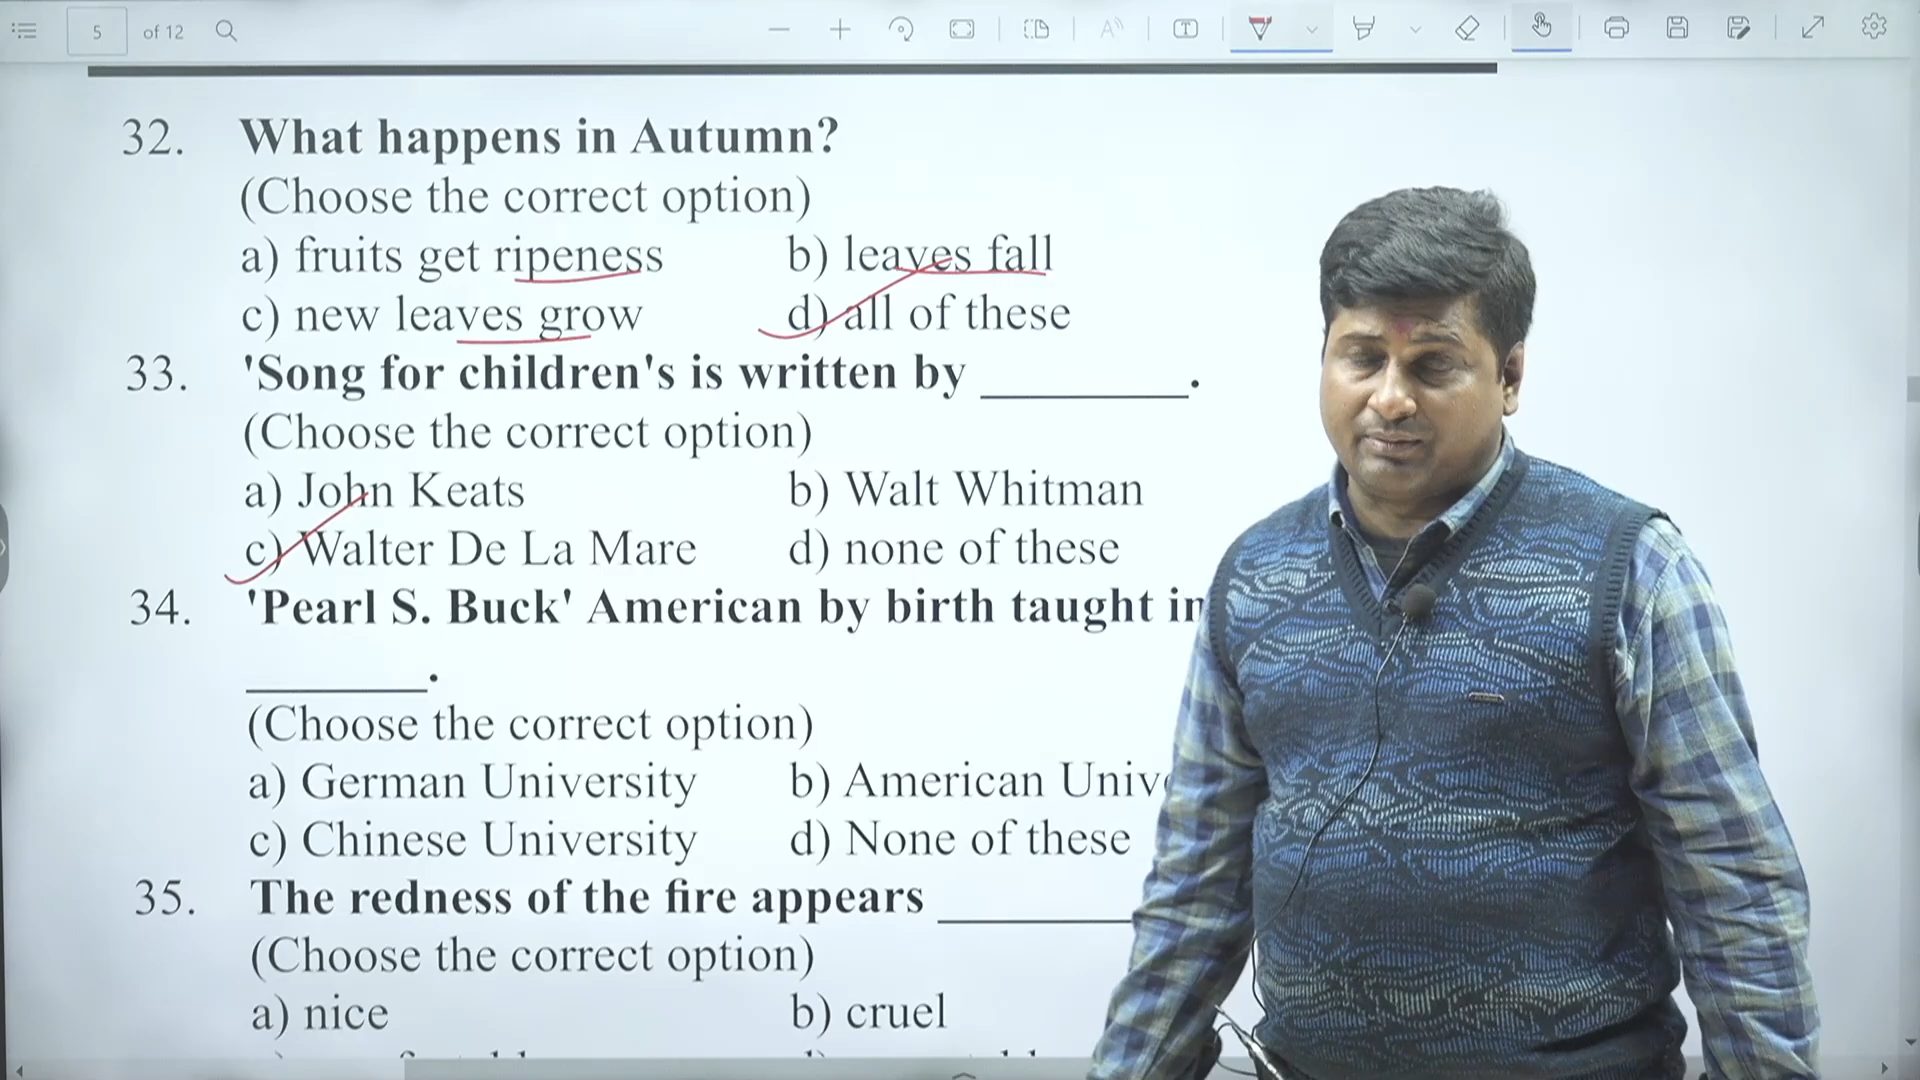 5 of 12
32. What happens in Autumn?
(Choose the correct option)
a) fruits get ripeness b) leaves fall
c) new leaves grow d) all of these
33. 'Song for children's is written by ________.
(Choose the correct option)
a) John Keats b) Walt Whitman
c) Walter De La Mare d) none of these
34. 'Pearl S. Buck' American by birth taught in
_______.
(Choose the correct option)
a) German University b) American
c) Chinese University d) None of these
35. The redness of the fire appears ________
(Choose the correct option)
a) nice b) cruel